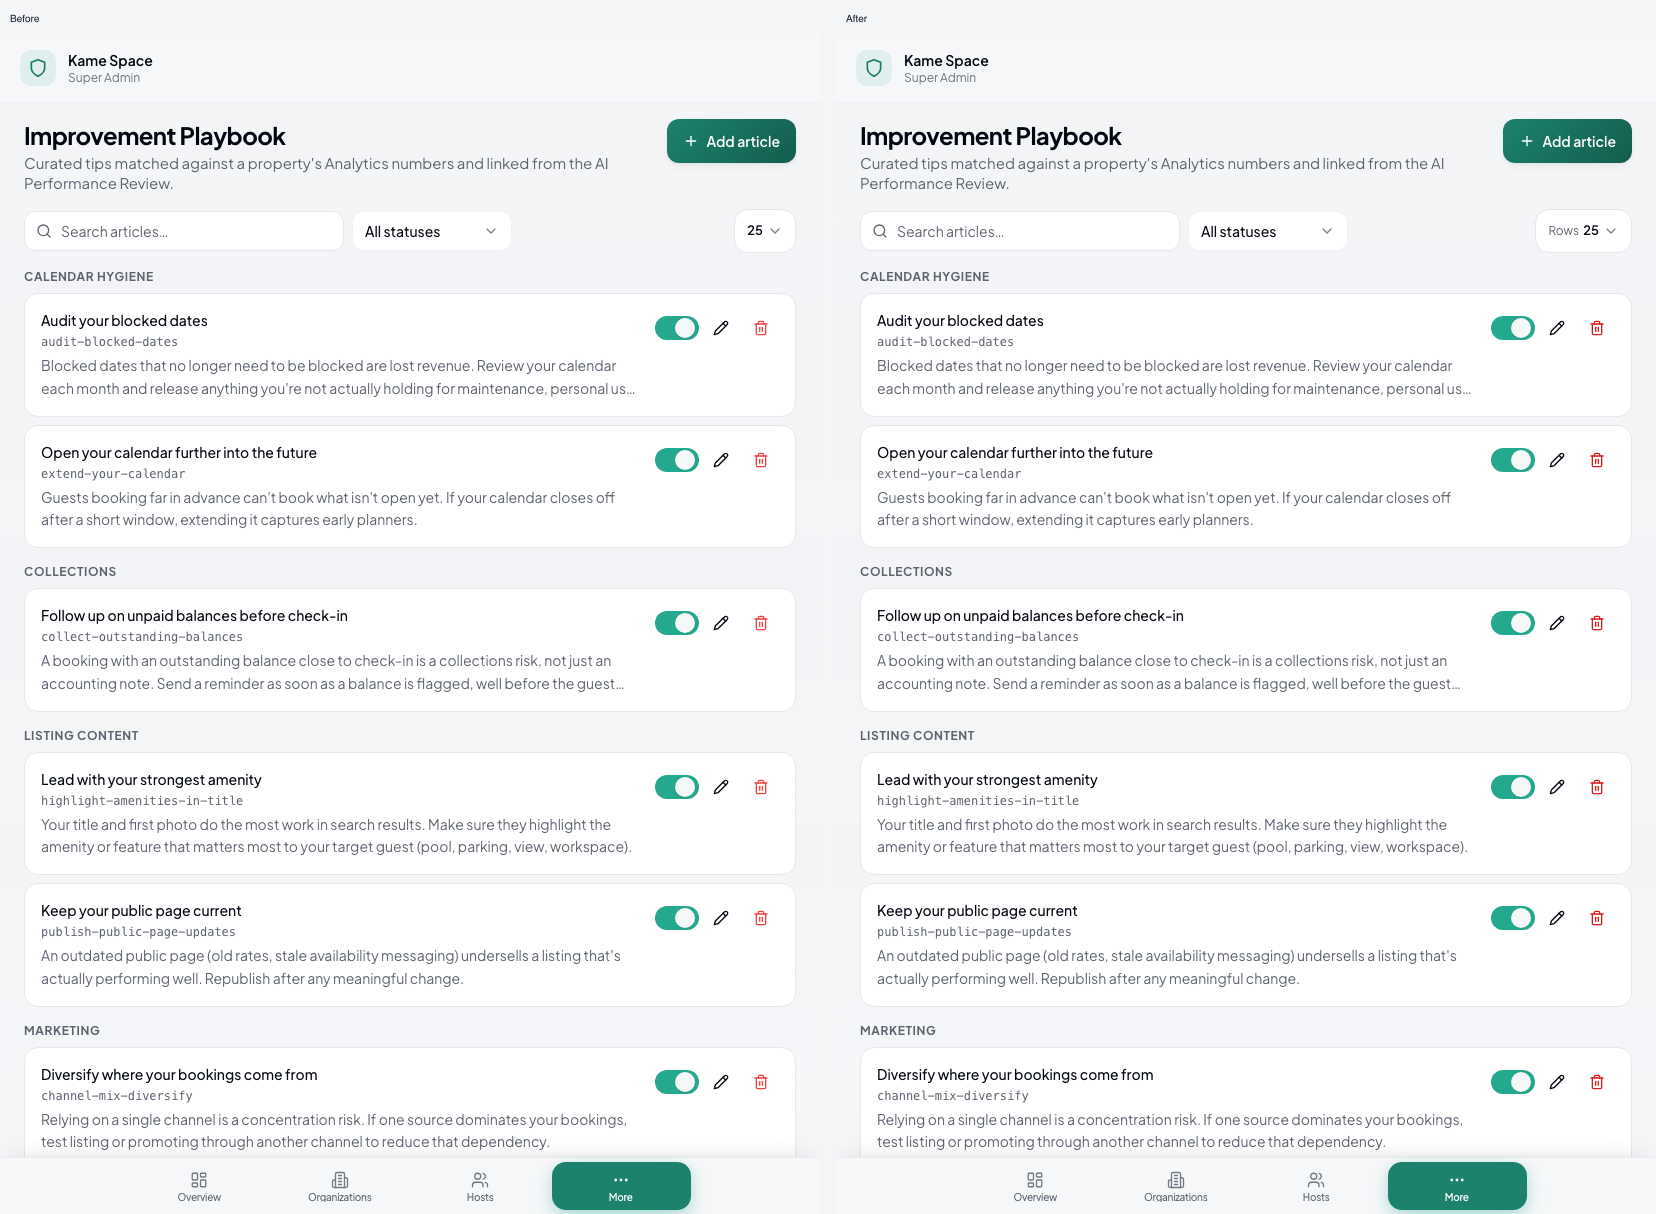 Before
Kame Space
Super Admin
Improvement Playbook
Curated tips matched against a property's Analytics numbers and linked from the AI
Performance Review.
Add article
Search articles...
All statuses
25
CALENDAR HYGIENE
Audit your blocked dates
audit-blocked-dates
Blocked dates that no longer need to be blocked are lost revenue. Review your calendar
each month and release anything you're not actually holding for maintenance, personal us...
Open your calendar further into the future
extend-your-calendar
Guests booking far in advance can't book what isn't open yet. If your calendar closes off
after a short window, extending it captures early planners.
COLLECTIONS
Follow up on unpaid balances before check-in
collect-outstanding-balances
A booking with an outstanding balance close to check-in is a collections risk, not just an
accounting note. Send a reminder as soon as a balance is flagged, well before the guest...
LISTING CONTENT
Lead with your strongest amenity
highlight-amenities-in-title
Your title and first photo do the most work in search results. Make sure they highlight the
amenity or feature that matters most to your target guest (pool, parking, view, workspace).
Keep your public page current
publish-public-page-updates
An outdated public page (old rates, stale availability messaging) undersells a listing that's
actually performing well. Republish after any meaningful change.
MARKETING
Diversify where your bookings come from
channel-mix-diversify
Relying on a single channel is a concentration risk. If one source dominates your bookings,
test listing or promoting through another channel to reduce that dependency.
Overview
Organizations
Hosts
More
After
Kame Space
Super Admin
Improvement Playbook
Curated tips matched against a property's Analytics numbers and linked from the AI
Performance Review.
Add article
Search articles...
All statuses
Rows 25
CALENDAR HYGIENE
Audit your blocked dates
audit-blocked-dates
Blocked dates that no longer need to be blocked are lost revenue. Review your calendar
each month and release anything you're not actually holding for maintenance, personal us...
Open your calendar further into the future
extend-your-calendar
Guests booking far in advance can't book what isn't open yet. If your calendar closes off
after a short window, extending it captures early planners.
COLLECTIONS
Follow up on unpaid balances before check-in
collect-outstanding-balances
A booking with an outstanding balance close to check-in is a collections risk, not just an
accounting note. Send a reminder as soon as a balance is flagged, well before the guest...
LISTING CONTENT
Lead with your strongest amenity
highlight-amenities-in-title
Your title and first photo do the most work in search results. Make sure they highlight the
amenity or feature that matters most to your target guest (pool, parking, view, workspace).
Keep your public page current
publish-public-page-updates
An outdated public page (old rates, stale availability messaging) undersells a listing that's
actually performing well. Republish after any meaningful change.
MARKETING
Diversify where your bookings come from
channel-mix-diversify
Relying on a single channel is a concentration risk. If one source dominates your bookings,
test listing or promoting through another channel to reduce that dependency.
Overview
Organizations
Hosts
More